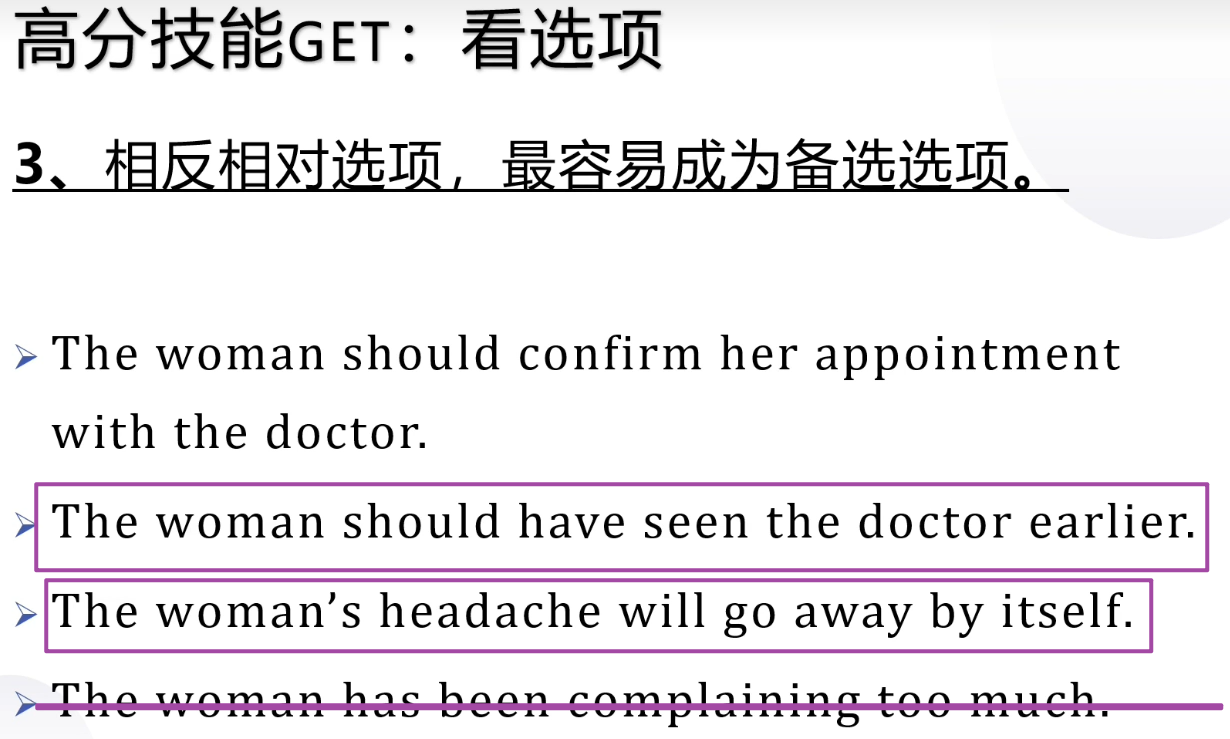 高分技能GET：看选项
3、相反相对选项，最容易成为备选选项。
The woman should confirm her appointment
with the doctor.
The woman should have seen the doctor earlier.
The woman's headache will go away by itself.
The woman has been complaining too much.